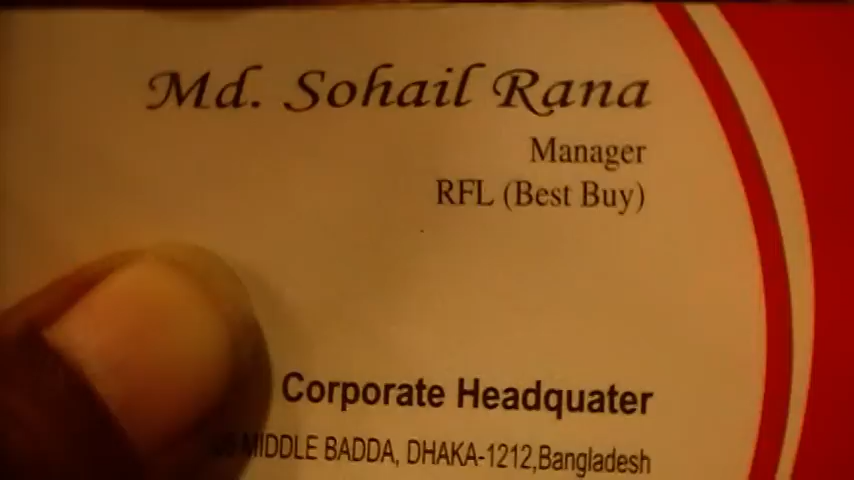 Md. Sohail Rana
Manager
RFL (Best Buy)
Corporate Headquater
MIDDLE BADDA, DHAKA-1212,Bangladesh